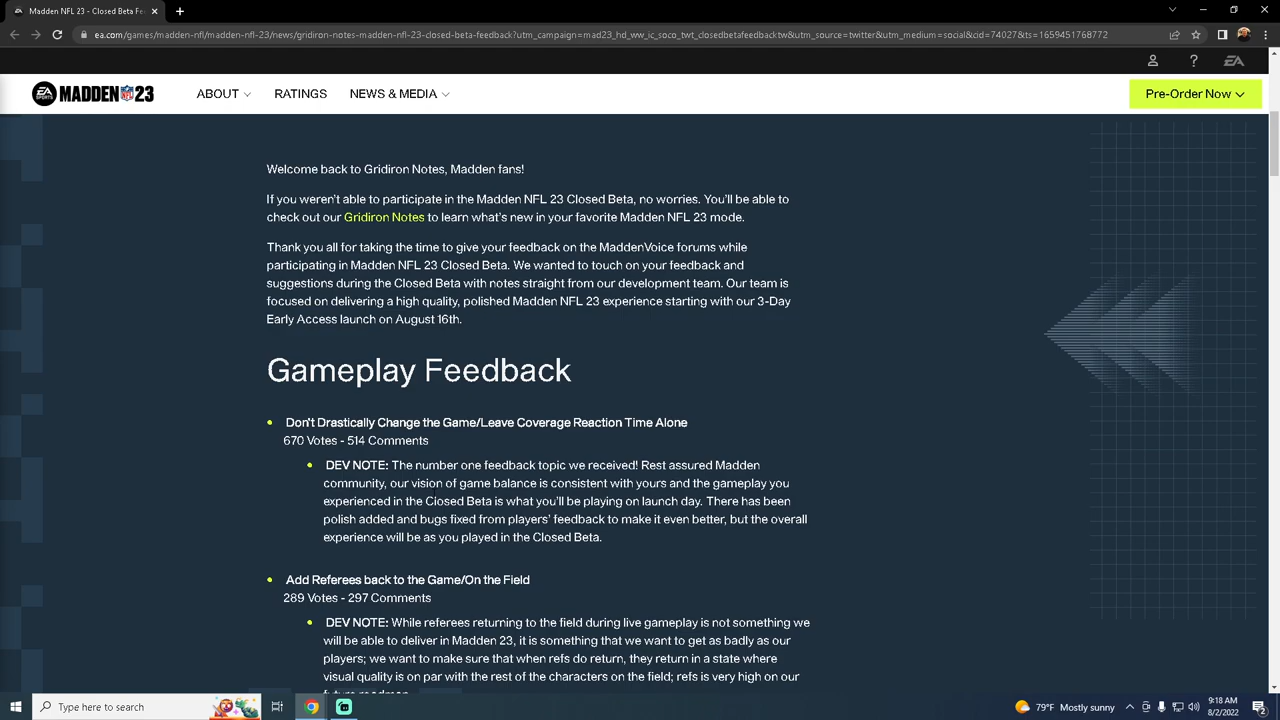 Madden NFL 23 - Closed Beta Fe
ea.com/games/madden-nfl/madden-nfl-23/news/gridiron-notes-madden-nfl-23-closed-beta-feedback?utm_campaign=mad23_hd_ww_ic_soco_twt_closedbetafeedbacktw&utm_source=twitter&utm_medium=social&cid=74027&ts=1659451768772
EA
EA SPORTS MADDEN NFL 23 ABOUT RATINGS NEWS & MEDIA Pre-Order Now
Welcome back to Gridiron Notes, Madden fans!
If you weren't able to participate in the Madden NFL 23 Closed Beta, no worries. You'll be able to
check out our Gridiron Notes to learn what's new in your favorite Madden NFL 23 mode.
Thank you all for taking the time to give your feedback on the MaddenVoice forums while
participating in Madden NFL 23 Closed Beta. We wanted to touch on your feedback and
suggestions during the Closed Beta with notes straight from our development team. Our team is
focused on delivering a high quality, polished Madden NFL 23 experience starting with our 3-Day
Early Access launch on August 16th.
Gameplay Feedback
Don't Drastically Change the Game/Leave Coverage Reaction Time Alone
670 Votes - 514 Comments
DEV NOTE: The number one feedback topic we received! Rest assured Madden
community, our vision of game balance is consistent with yours and the gameplay you
experienced in the Closed Beta is what you'll be playing on launch day. There has been
polish added and bugs fixed from players' feedback to make it even better, but the overall
experience will be as you played in the Closed Beta.
Add Referees back to the Game/On the Field
289 Votes - 297 Comments
DEV NOTE: While referees returning to the field during live gameplay is not something we
will be able to deliver in Madden 23, it is something that we want to get as badly as our
players; we want to make sure that when refs do return, they return in a state where
visual quality is on par with the rest of the characters on the field; refs is very high on our
future roadmap.
Type here to search
79°F Mostly sunny
9:18 AM
8/2/2022
2